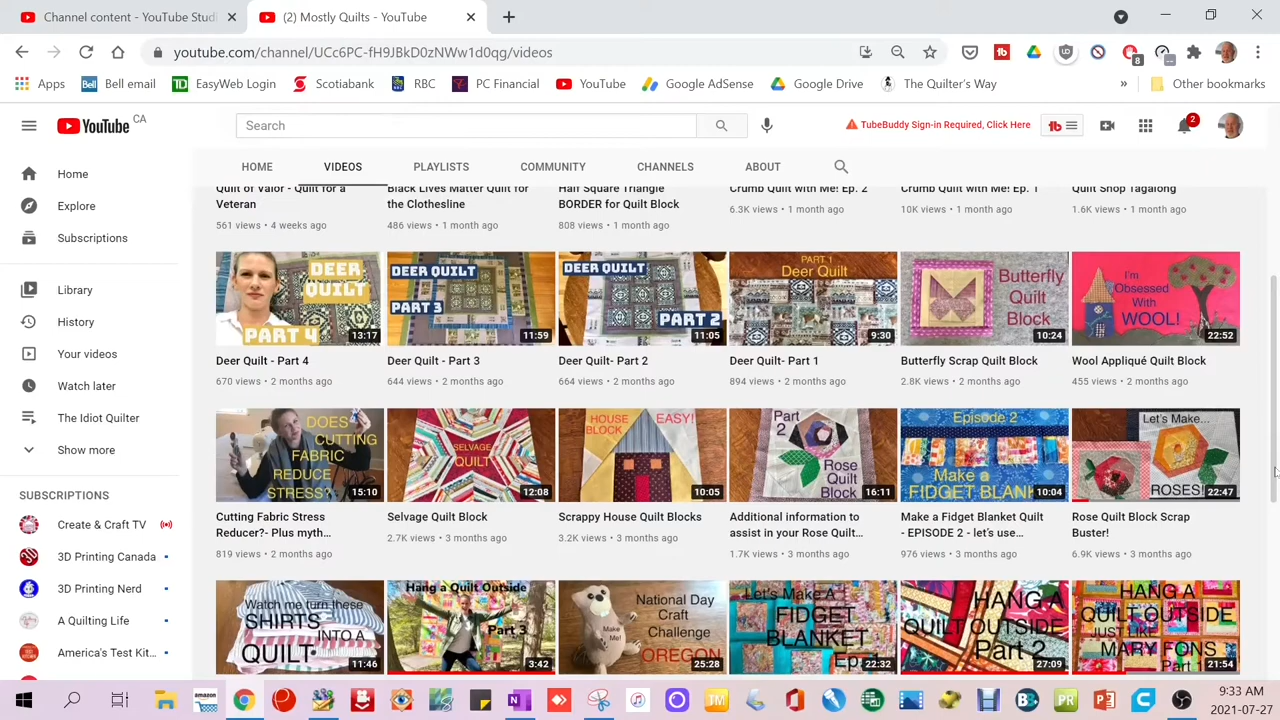 Channel content - YouTube Studi
(2) Mostly Quilts - YouTube
youtube.com/channel/UCc6PC-fH9JBkD0zNWw1d0qg/videos
8
Apps
Bell
Bell email
TD
EasyWeb Login
Scotiabank
RBC
PC Financial
YouTube
Google AdSense
Google Drive
The Quilter's Way
»
Other bookmarks
YouTube CA
Search
TubeBuddy Sign-in Required, Click Here
tb
2
HOME
VIDEOS
PLAYLISTS
COMMUNITY
CHANNELS
ABOUT
Home
Explore
Subscriptions
Library
History
Your videos
Watch later
The Idiot Quilter
Show more
SUBSCRIPTIONS
Create & Craft TV
3D Printing Canada
3D Printing Nerd
A Quilting Life
America's Test Kit...
Quilt of Valor - Quilt for a
Veteran
561 views • 4 weeks ago
Black Lives Matter Quilt for
the Clothesline
486 views • 1 month ago
Half Square Triangle
BORDER for Quilt Block
808 views • 1 month ago
Crumb Quilt with Me! Ep. 2
6.3K views • 1 month ago
Crumb Quilt with Me! Ep. 1
10K views • 1 month ago
Quilt Shop Tagalong
1.6K views • 1 month ago
DEER
QUILT
PART 4
13:17
Deer Quilt - Part 4
670 views • 2 months ago
DEER QUILT
PART 3
11:59
Deer Quilt - Part 3
644 views • 2 months ago
DEER QUILT
PART 2
11:05
Deer Quilt- Part 2
664 views • 2 months ago
PART 1
Deer Quilt
9:30
Deer Quilt- Part 1
894 views • 2 months ago
Butterfly
Quilt
Block
10:24
Butterfly Scrap Quilt Block
2.8K views • 2 months ago
I'm
Obsessed
With
WOOL!
22:52
Wool Appliqué Quilt Block
455 views • 2 months ago
DOES
CUTTING
FABRIC
REDUCE
STRESS?
15:10
Cutting Fabric Stress
Reducer?- Plus myth...
819 views • 2 months ago
SELVAGE
QUILT
12:08
Selvage Quilt Block
2.7K views • 3 months ago
HOUSE
BLOCK
EASY!
10:05
Scrappy House Quilt Blocks
3.2K views • 3 months ago
Part
2
Rose
Quilt
Block
16:11
Additional information to
assist in your Rose Quilt...
1.7K views • 3 months ago
Episode 2
Make a
FIDGET BLANKET
10:04
Make a Fidget Blanket Quilt
- EPISODE 2 - let's use...
976 views • 3 months ago
Let's Make...
ROSES!
22:47
Rose Quilt Block Scrap
Buster!
6.9K views • 3 months ago
Watch me turn these
SHIRTS
INTO A
QUILT
11:46
Hang a Quilt Outside
Part 3
3:42
National Day
Craft
Challenge
Make
Me!
OREGON
25:28
Let's Make A
FIDGET
BLANKET
Ep
22:32
HANG A
QUILT OUTSIDE
Part 2
27:09
HANG A
QUILT OUTSIDE
JUST LIKE
MARY FONS
Part 1
21:54
9:33 AM
2021-07-27